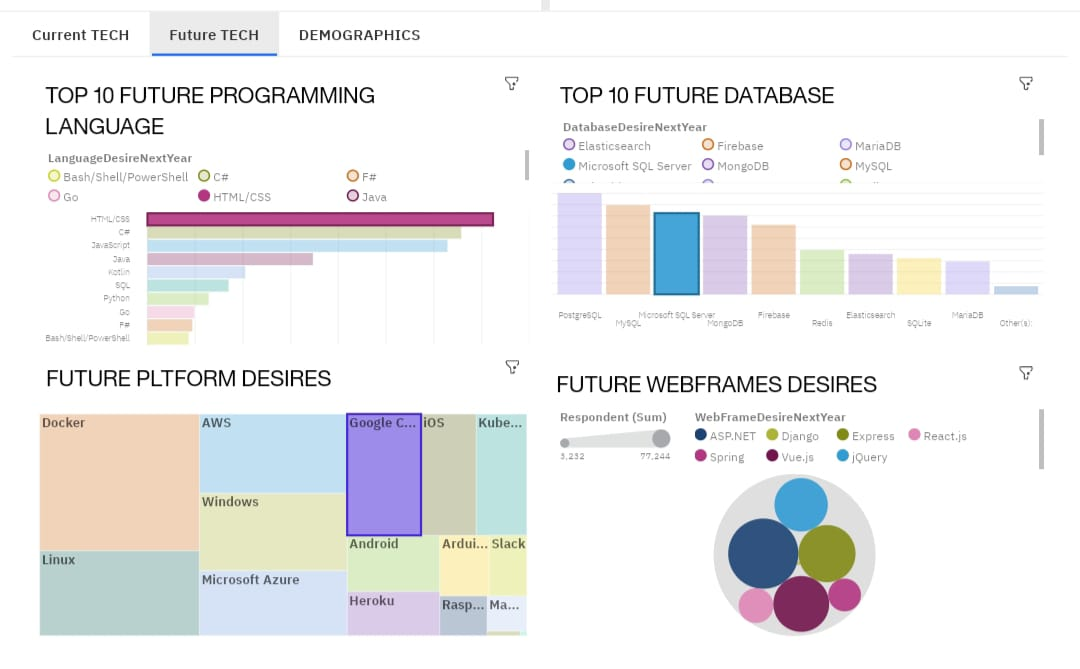 Current TECH
Future TECH
DEMOGRAPHICS
TOP 10 FUTURE PROGRAMMING
LANGUAGE
LanguageDesireNextYear
Bash/Shell/PowerShell
C#
F#
Go
HTML/CSS
Java
HTML/CSS
C#
JavaScript
Java
Kotlin
SQL
Python
Go
F#
Bash/Shell/PowerShell
TOP 10 FUTURE DATABASE
DatabaseDesireNextYear
Elasticsearch
Firebase
MariaDB
Microsoft SQL Server
MongoDB
MySQL
PostgreSQL
MySQL
Microsoft SQL Server
MongoDB
Firebase
Redis
Elasticsearch
SQLite
MariaDB
Other(s):
FUTURE PLTFORM DESIRES
Docker
AWS
Google C...
iOS
Kube...
Windows
Linux
Android
Ardui...
Slack
Microsoft Azure
Heroku
Rasp...
Ma...
FUTURE WEBFRAMES DESIRES
Respondent (Sum)
3,232
77,244
WebFrameDesireNextYear
ASP.NET
Django
Express
React.js
Spring
Vue.js
jQuery